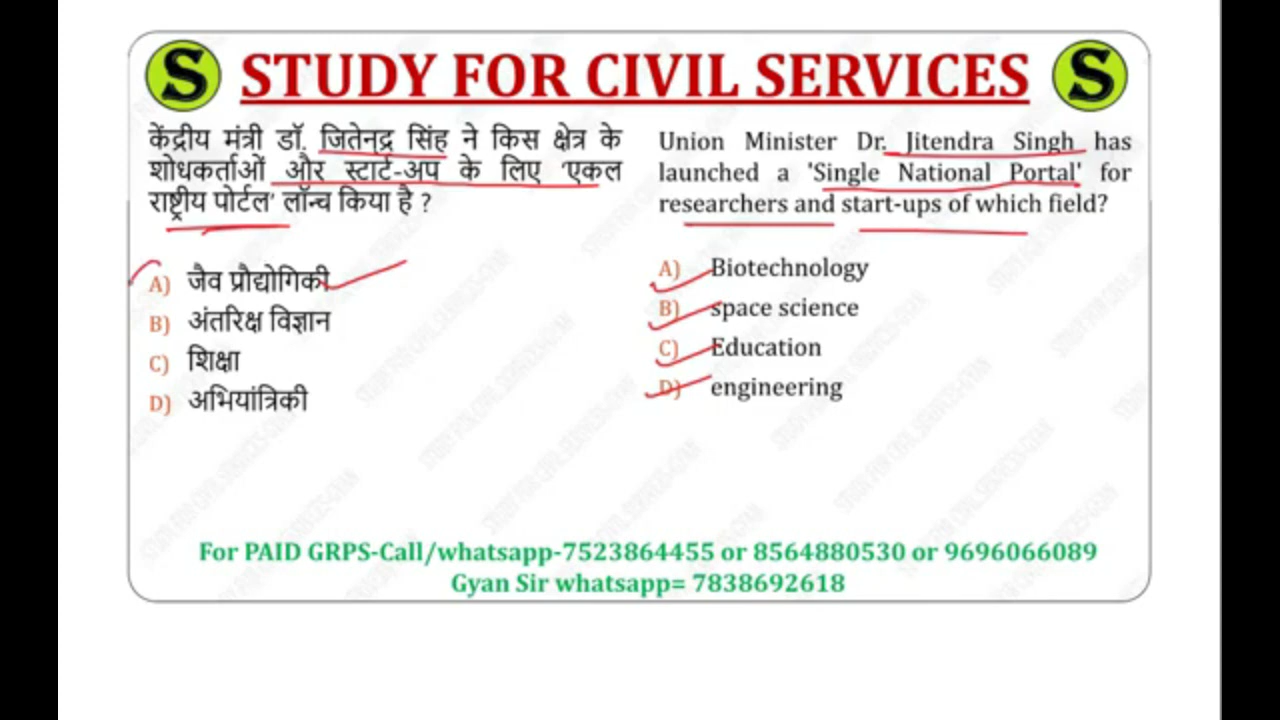 S STUDY FOR CIVIL SERVICES S
केंद्रीय मंत्री डॉ. जितेन्द्र सिंह ने किस क्षेत्र के
शोधकर्ताओं और स्टार्ट-अप के लिए 'एकल
राष्ट्रीय पोर्टल' लॉन्च किया है ?
A) जैव प्रौद्योगिकी
B) अंतरिक्ष विज्ञान
C) शिक्षा
D) अभियांत्रिकी
Union Minister Dr. Jitendra Singh has
launched a 'Single National Portal' for
researchers and start-ups of which field?
A) Biotechnology
B) space science
C) Education
D) engineering
For PAID GRPS-Call/whatsapp-7523864455 or 8564880530 or 9696066089
Gyan Sir whatsapp= 7838692618